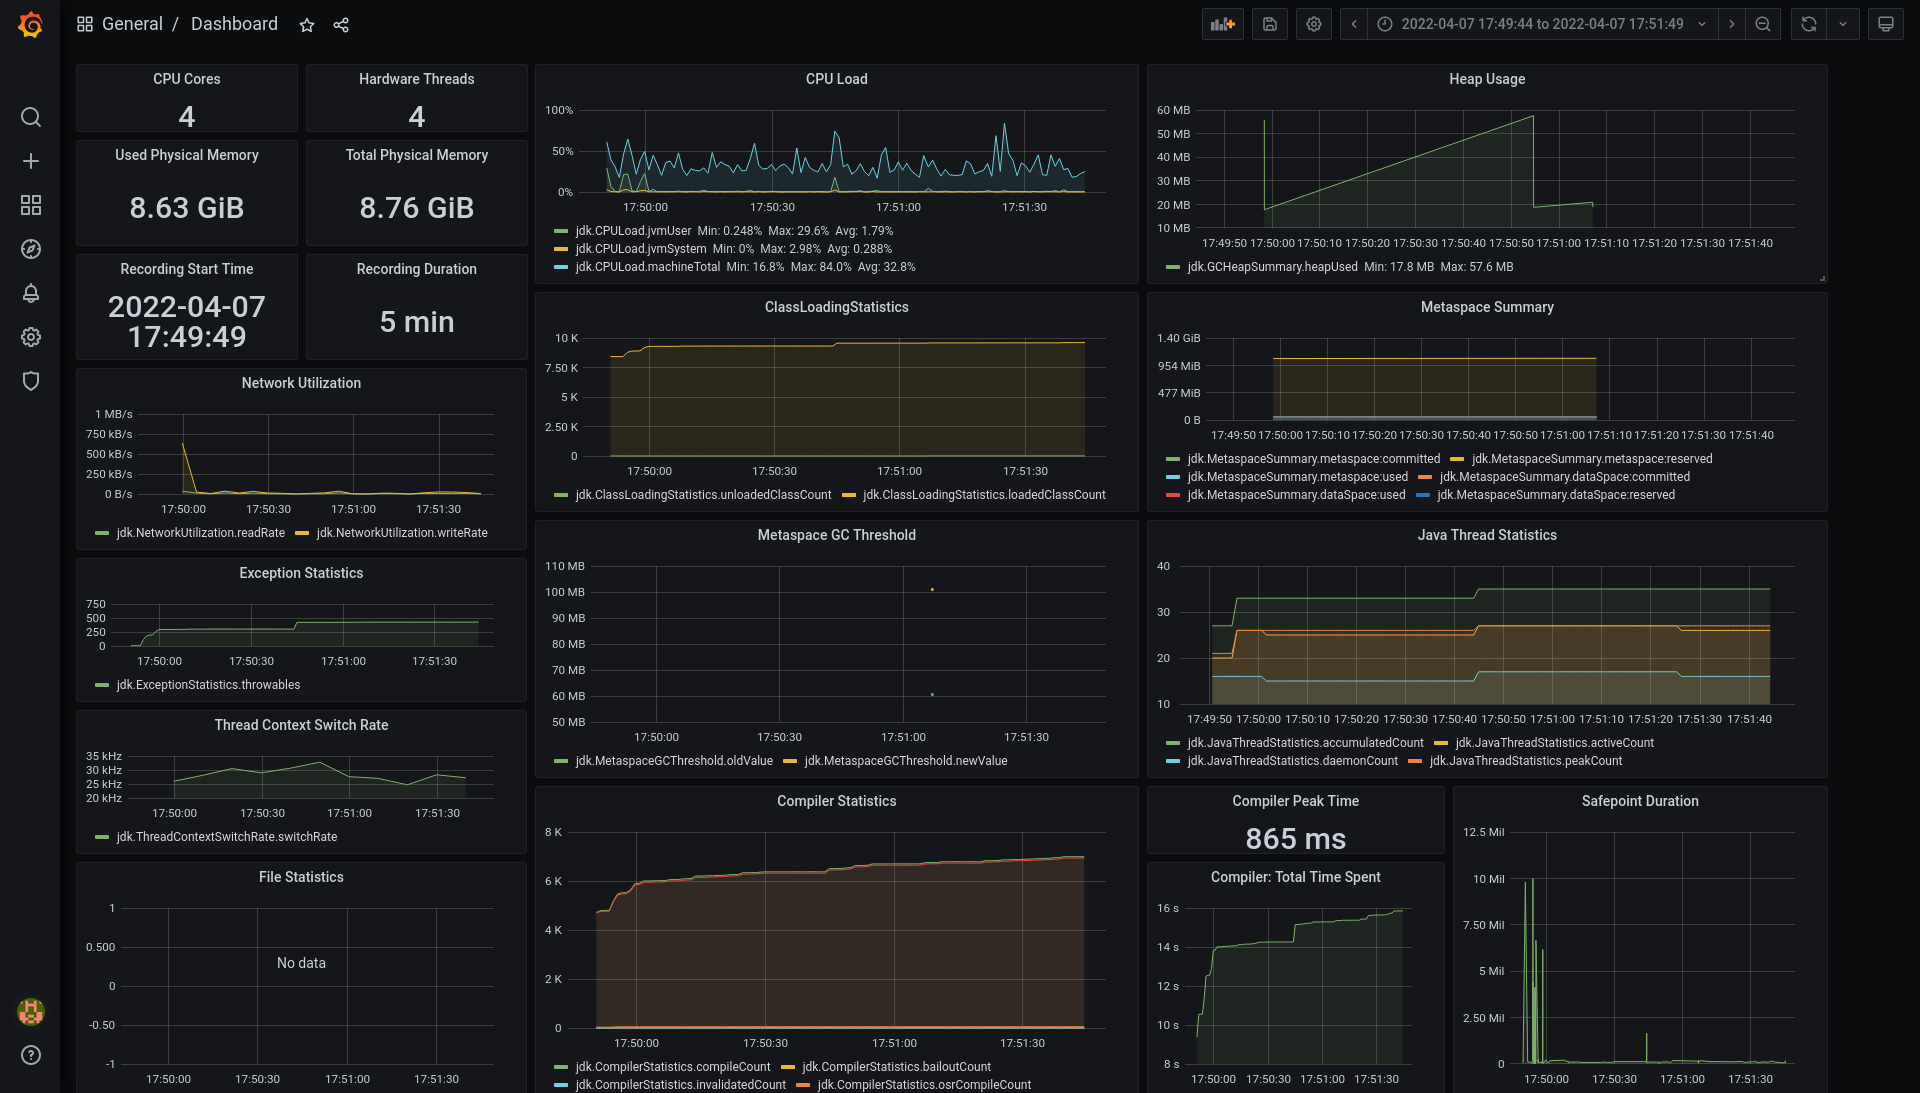 General / Dashboard
2022-04-07 17:49:44 to 2022-04-07 17:51:49
CPU Cores
4
Hardware Threads
4
Used Physical Memory
8.63 GiB
Total Physical Memory
8.76 GiB
Recording Start Time
2022-04-07
17:49:49
Recording Duration
5 min
Network Utilization
1 MB/s
750 kB/s
500 kB/s
250 kB/s
0 B/s
17:50:00 17:50:30 17:51:00 17:51:30
jdk.NetworkUtilization.readRate jdk.NetworkUtilization.writeRate
Exception Statistics
750
500
250
0
17:50:00 17:50:30 17:51:00 17:51:30
jdk.ExceptionStatistics.throwables
Thread Context Switch Rate
35 kHz
30 kHz
25 kHz
20 kHz
17:50:00 17:50:30 17:51:00 17:51:30
jdk.ThreadContextSwitchRate.switchRate
File Statistics
1
0.500
No data
0
-0.50
-1
17:50:00 17:50:30 17:51:00 17:51:30
CPU Load
100%
50%
0%
17:50:00 17:50:30 17:51:00 17:51:30
jdk.CPULoad.jvmUser Min: 0.248% Max: 29.6% Avg: 1.79%
jdk.CPULoad.jvmSystem Min: 0% Max: 2.98% Avg: 0.288%
jdk.CPULoad.machineTotal Min: 16.8% Max: 84.0% Avg: 32.8%
ClassLoadingStatistics
10 K
7.50 K
5 K
2.50 K
0
17:50:00 17:50:30 17:51:00 17:51:30
jdk.ClassLoadingStatistics.unloadedClassCount jdk.ClassLoadingStatistics.loadedClassCount
Metaspace GC Threshold
110 MB
100 MB
90 MB
80 MB
70 MB
60 MB
50 MB
17:50:00 17:50:30 17:51:00 17:51:30
jdk.MetaspaceGCThreshold.oldValue jdk.MetaspaceGCThreshold.newValue
Compiler Statistics
8 K
6 K
4 K
2 K
0
17:50:00 17:50:30 17:51:00 17:51:30
jdk.CompilerStatistics.compileCount jdk.CompilerStatistics.bailoutCount
jdk.CompilerStatistics.invalidatedCount jdk.CompilerStatistics.osrCompileCount
Heap Usage
60 MB
50 MB
40 MB
30 MB
20 MB
10 MB
17:49:50 17:50:00 17:50:10 17:50:20 17:50:30 17:50:40 17:50:50 17:51:00 17:51:10 17:51:20 17:51:30 17:51:40
jdk.GCHeapSummary.heapUsed Min: 17.8 MB Max: 57.6 MB
Metaspace Summary
1.40 GiB
954 MiB
477 MiB
0 B
17:49:50 17:50:00 17:50:10 17:50:20 17:50:30 17:50:40 17:50:50 17:51:00 17:51:10 17:51:20 17:51:30 17:51:40
jdk.MetaspaceSummary.metaspace:committed jdk.MetaspaceSummary.metaspace:reserved
jdk.MetaspaceSummary.metaspace:used jdk.MetaspaceSummary.dataSpace:committed
jdk.MetaspaceSummary.dataSpace:used jdk.MetaspaceSummary.dataSpace:reserved
Java Thread Statistics
40
30
20
10
17:49:50 17:50:00 17:50:10 17:50:20 17:50:30 17:50:40 17:50:50 17:51:00 17:51:10 17:51:20 17:51:30 17:51:40
jdk.JavaThreadStatistics.accumulatedCount jdk.JavaThreadStatistics.activeCount
jdk.JavaThreadStatistics.daemonCount jdk.JavaThreadStatistics.peakCount
Compiler Peak Time
865 ms
Compiler: Total Time Spent
16 s
14 s
12 s
10 s
8 s
17:50:00 17:50:30 17:51:00 17:51:30
Safepoint Duration
12.5 Mil
10 Mil
7.50 Mil
5 Mil
2.50 Mil
0
17:50:00 17:50:30 17:51:00 17:51:30